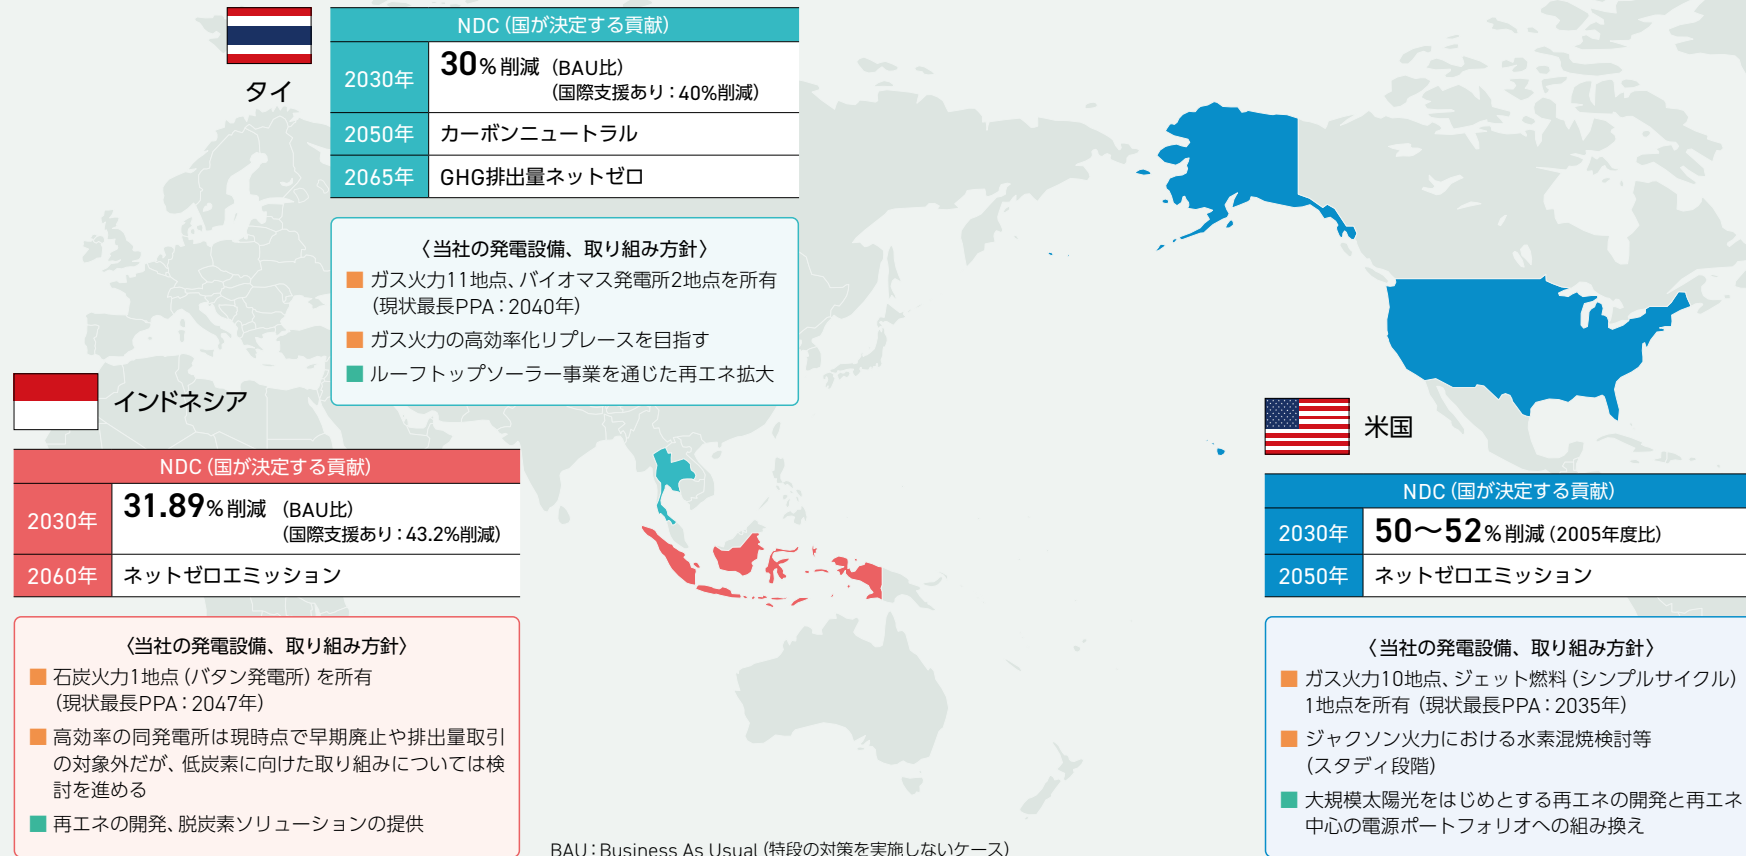 タイ
NDC（国が決定する貢献）
2030年 30%削減（BAU比）
（国際支援あり：40%削減）
2050年 カーボンニュートラル
2065年 GHG排出量ネットゼロ
〈当社の発電設備、取り組み方針〉
■ ガス火力11地点、バイオマス発電所2地点を所有
（現状最長PPA：2040年）
■ ガス火力の高効率化リプレースを目指す
■ ルーフトップソーラー事業を通じた再エネ拡大
インドネシア
NDC（国が決定する貢献）
2030年 31.89%削減（BAU比）
（国際支援あり：43.2%削減）
2060年 ネットゼロエミッション
〈当社の発電設備、取り組み方針〉
■ 石炭火力1地点（パタン発電所）を所有
（現状最長PPA：2047年）
■ 高効率の同発電所は現時点で早期廃止や排出量取引
の対象外だが、低炭素に向けた取り組みについては検
討を進める
■ 再エネの開発、脱炭素ソリューションの提供
米国
NDC（国が決定する貢献）
2030年 50～52%削減（2005年度比）
2050年 ネットゼロエミッション
〈当社の発電設備、取り組み方針〉
■ ガス火力10地点、ジェット燃料（シンプルサイクル）
1地点を所有（現状最長PPA：2035年）
■ ジャクソン火力における水素混焼検討等
（スタディ段階）
■ 大規模太陽光をはじめとする再エネの開発と再エネ
中心の電源ポートフォリオへの組み換え
BAU：Business As Usual（特段の対策を実施しないケース）